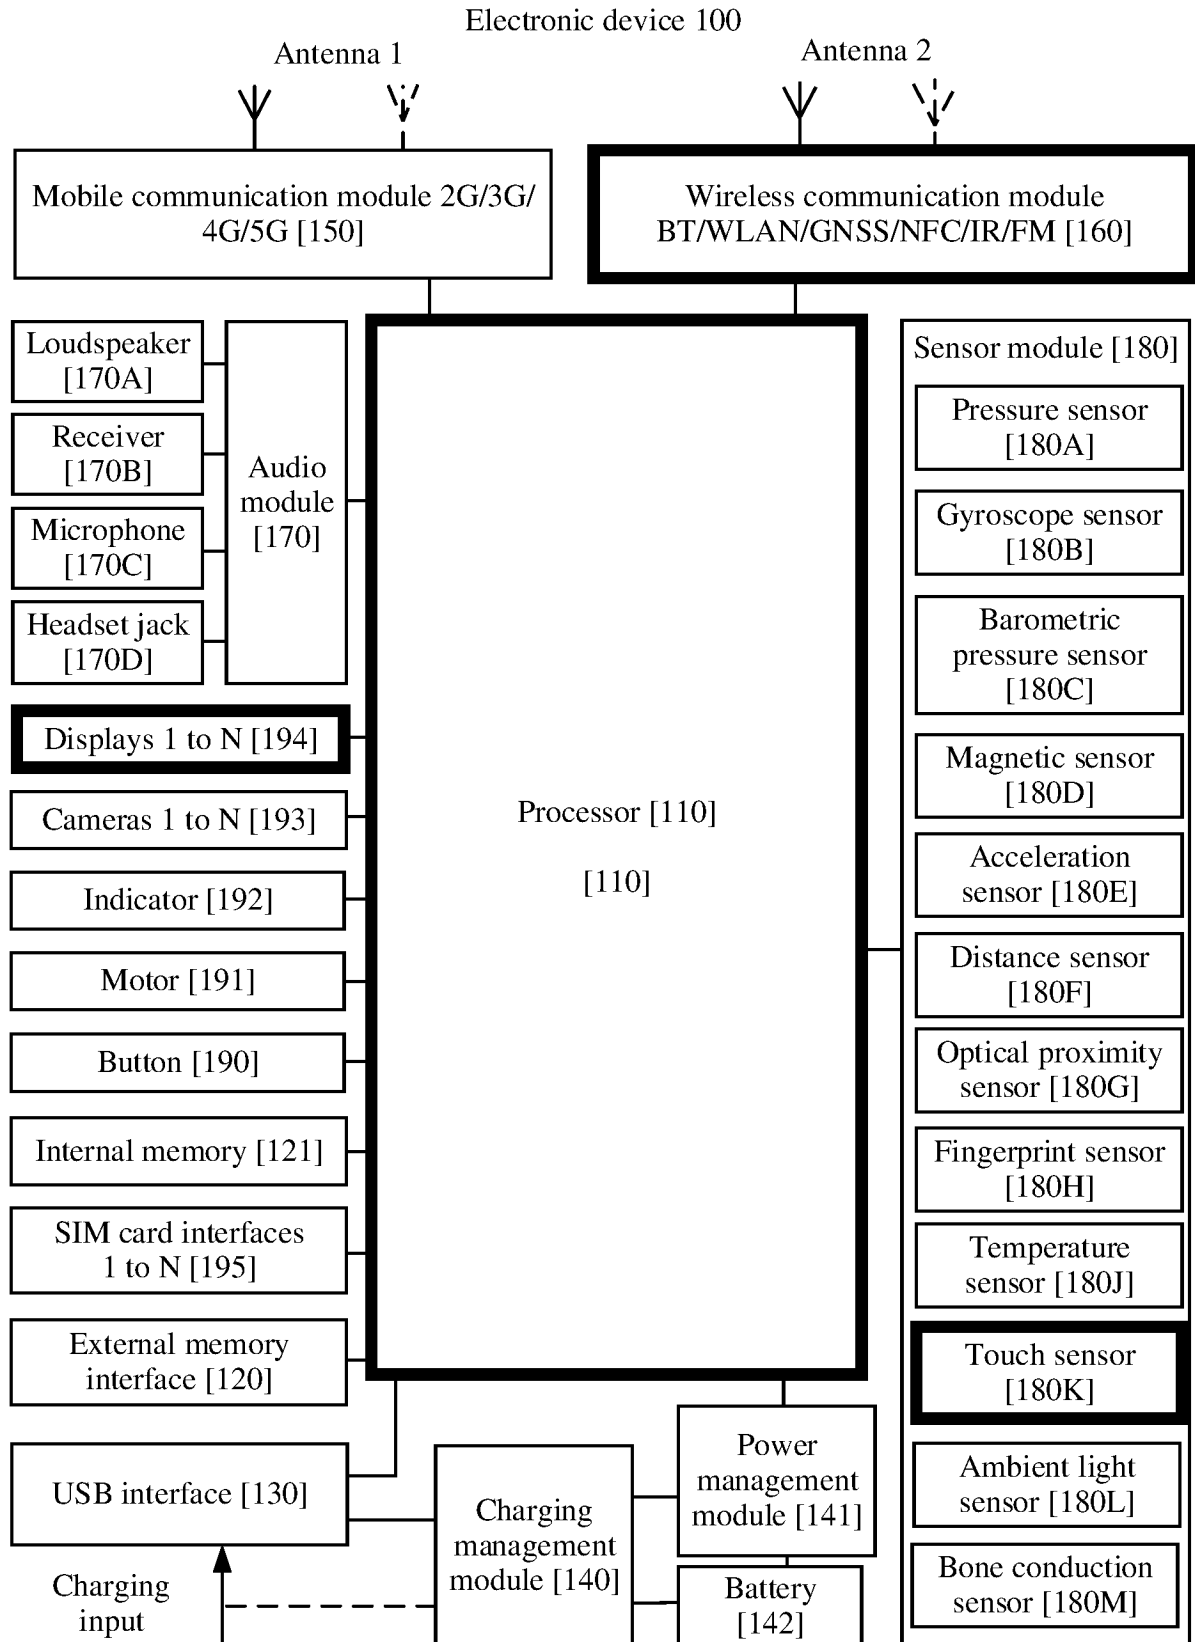 Electronic device 100
Antenna 1
Antenna 2
Mobile communication module 2G/3G/
4G/5G [150]
Wireless communication module
BT/WLAN/GNSS/NFC/IR/FM [160]
Loudspeaker
[170A]
Receiver
[170B]
Microphone
[170C]
Headset jack
[170D]
Audio
module
[170]
Displays 1 to N [194]
Cameras 1 to N [193]
Indicator [192]
Motor [191]
Button [190]
Internal memory [121]
SIM card interfaces
1 to N [195]
External memory
interface [120]
USB interface [130]
Charging
input
Processor [110]
[110]
Charging
management
module [140]
Power
management
module [141]
Battery
[142]
Sensor module [180]
Pressure sensor
[180A]
Gyroscope sensor
[180B]
Barometric
pressure sensor
[180C]
Magnetic sensor
[180D]
Acceleration
sensor [180E]
Distance sensor
[180F]
Optical proximity
sensor [180G]
Fingerprint sensor
[180H]
Temperature
sensor [180J]
Touch sensor
[180K]
Ambient light
sensor [180L]
Bone conduction
sensor [180M]